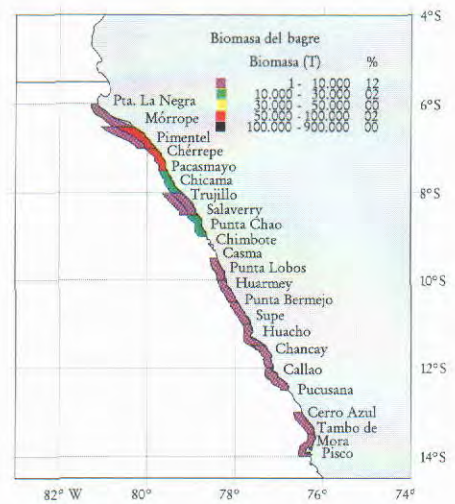 4°S
Biomasa del bagre
Biomasa (T) %
1 - 10.000 12
10.000 - 30.000 02
30.000 - 50.000 00
50.000 - 100.000 02
100.000 - 900.000 00
Pta. La Negra
6°S
Mórrope
Pimentel
Chérrepe
Pacasmayo
Chicama
8°S
Trujillo
Salaverry
Punta Chao
Chimbote
Casma
Punta Lobos
10°S
Huarmey
Punta Bermejo
Supe
Huacho
Chancay
12°S
Callao
Pucusana
Cerro Azul
Tambo de
Mora
Pisco
14°S
82° W 80° 78° 76° 74°